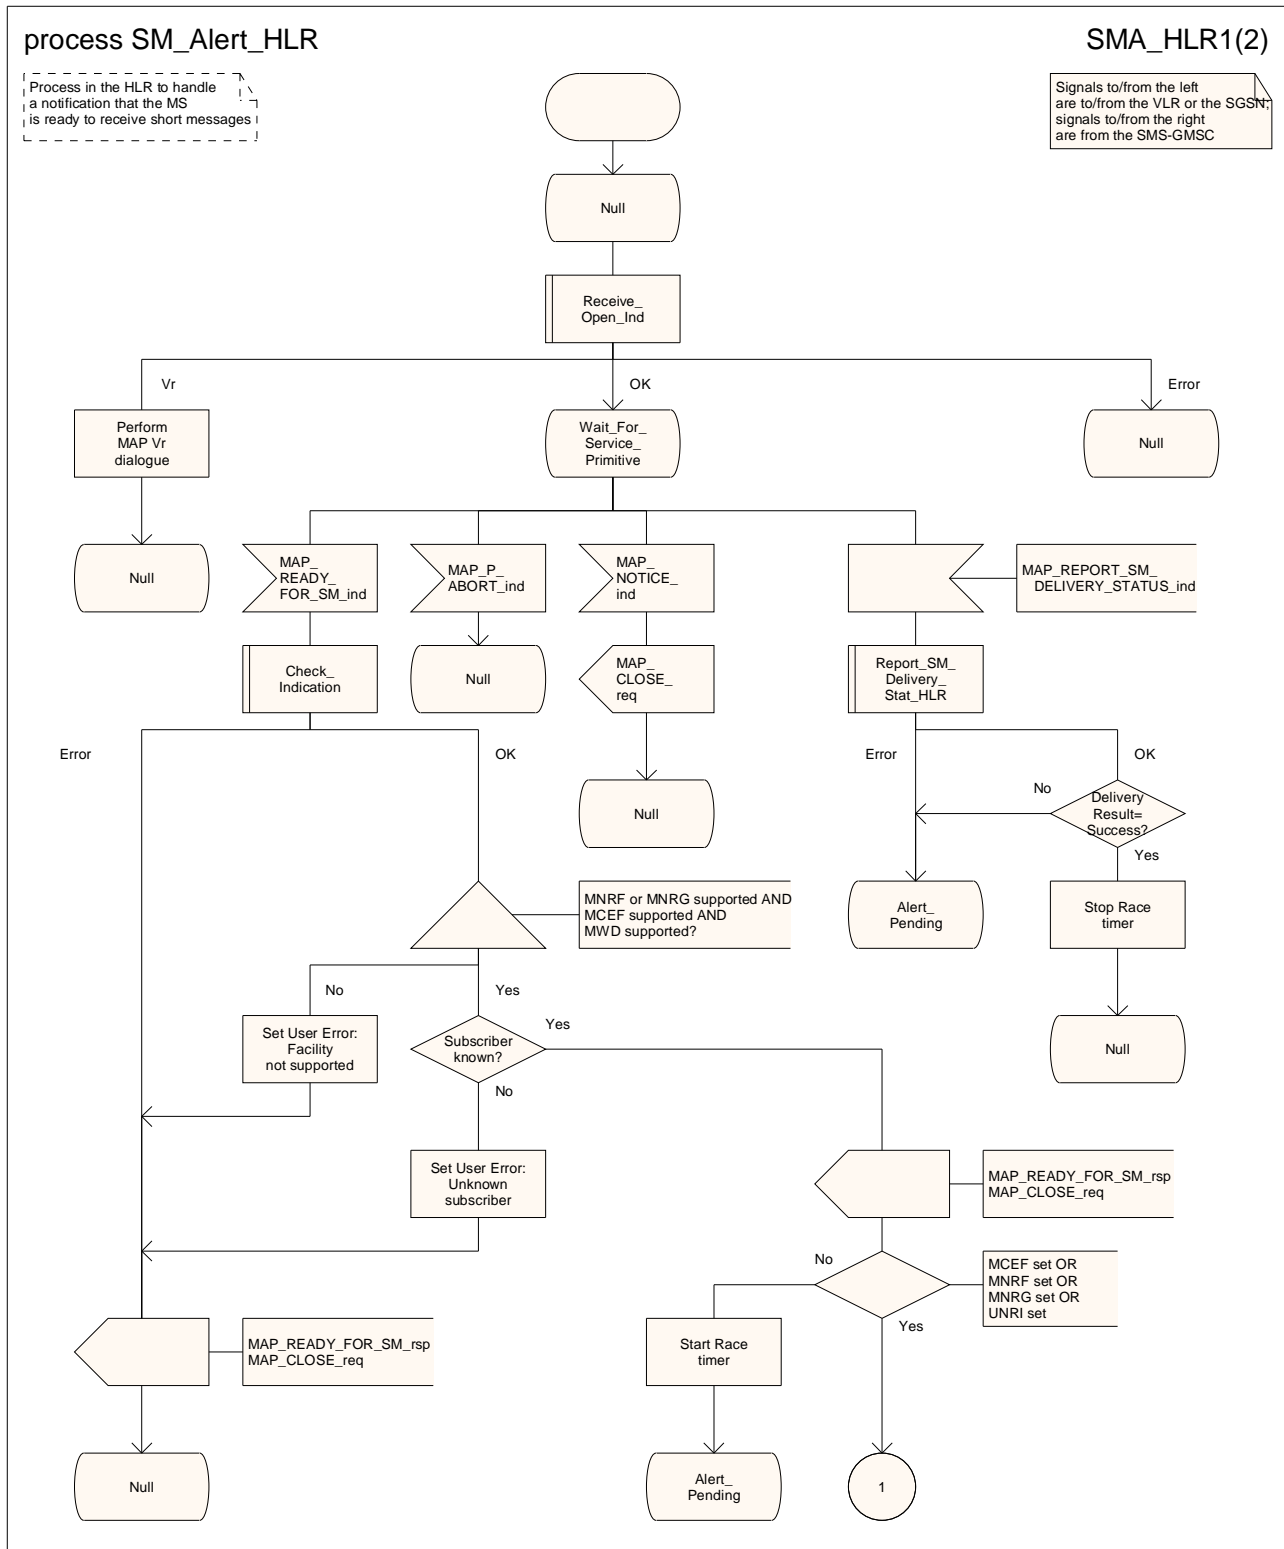 process SM_Alert_HLR
SMA_HLR1(2)
Process in the HLR to handle
a notification that the MS
is ready to receive short messages
Signals to/from the left
are to/from the VLR or the SGSN;
signals to/from the right
are from the SMS-GMSC
Null
Receive_
Open_Ind
Vr
OK
Error
Perform
MAP Vr
dialogue
Wait_For_
Service_
Primitive
Null
Null
MAP_
READY_
FOR_SM_ind
MAP_P_
ABORT_ind
MAP_
NOTICE_
ind
MAP_REPORT_SM_
DELIVERY_STATUS_ind
Check_
Indication
Null
MAP_
CLOSE_
req
Report_SM_
Delivery_
Stat_HLR
Error
OK
Error
OK
Null
No
Delivery
Result=
Success?
Yes
MNRF or MNRG supported AND
MCEF supported AND
MWD supported?
Alert_
Pending
Stop Race
timer
No
Yes
Set User Error:
Facility
not supported
Subscriber
known?
Yes
No
Null
Set User Error:
Unknown
subscriber
MAP_READY_FOR_SM_rsp
MAP_CLOSE_req
No
MCEF set OR
MNRF set OR
MNRG set OR
UNRI set
Yes
MAP_READY_FOR_SM_rsp
MAP_CLOSE_req
Start Race
timer
Null
Alert_
Pending
1